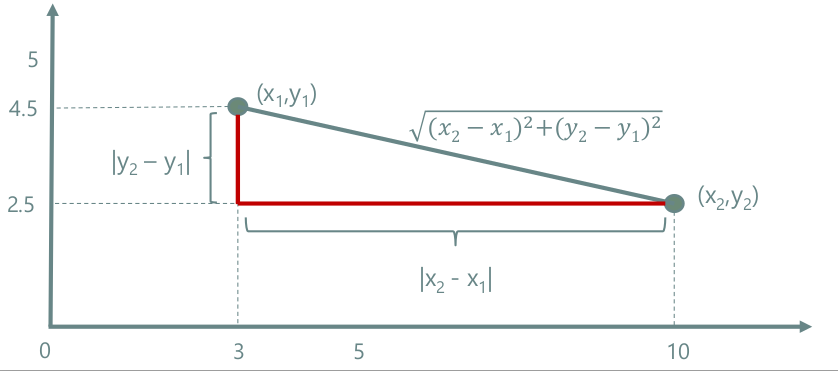 5
(x₁,y₁)
4.5
√(x₂ − x₁)²+(y₂ − y₁)²
|y₂ – y₁|
(x₂,y₂)
2.5
|x₂ - x₁|
0 3 5 10